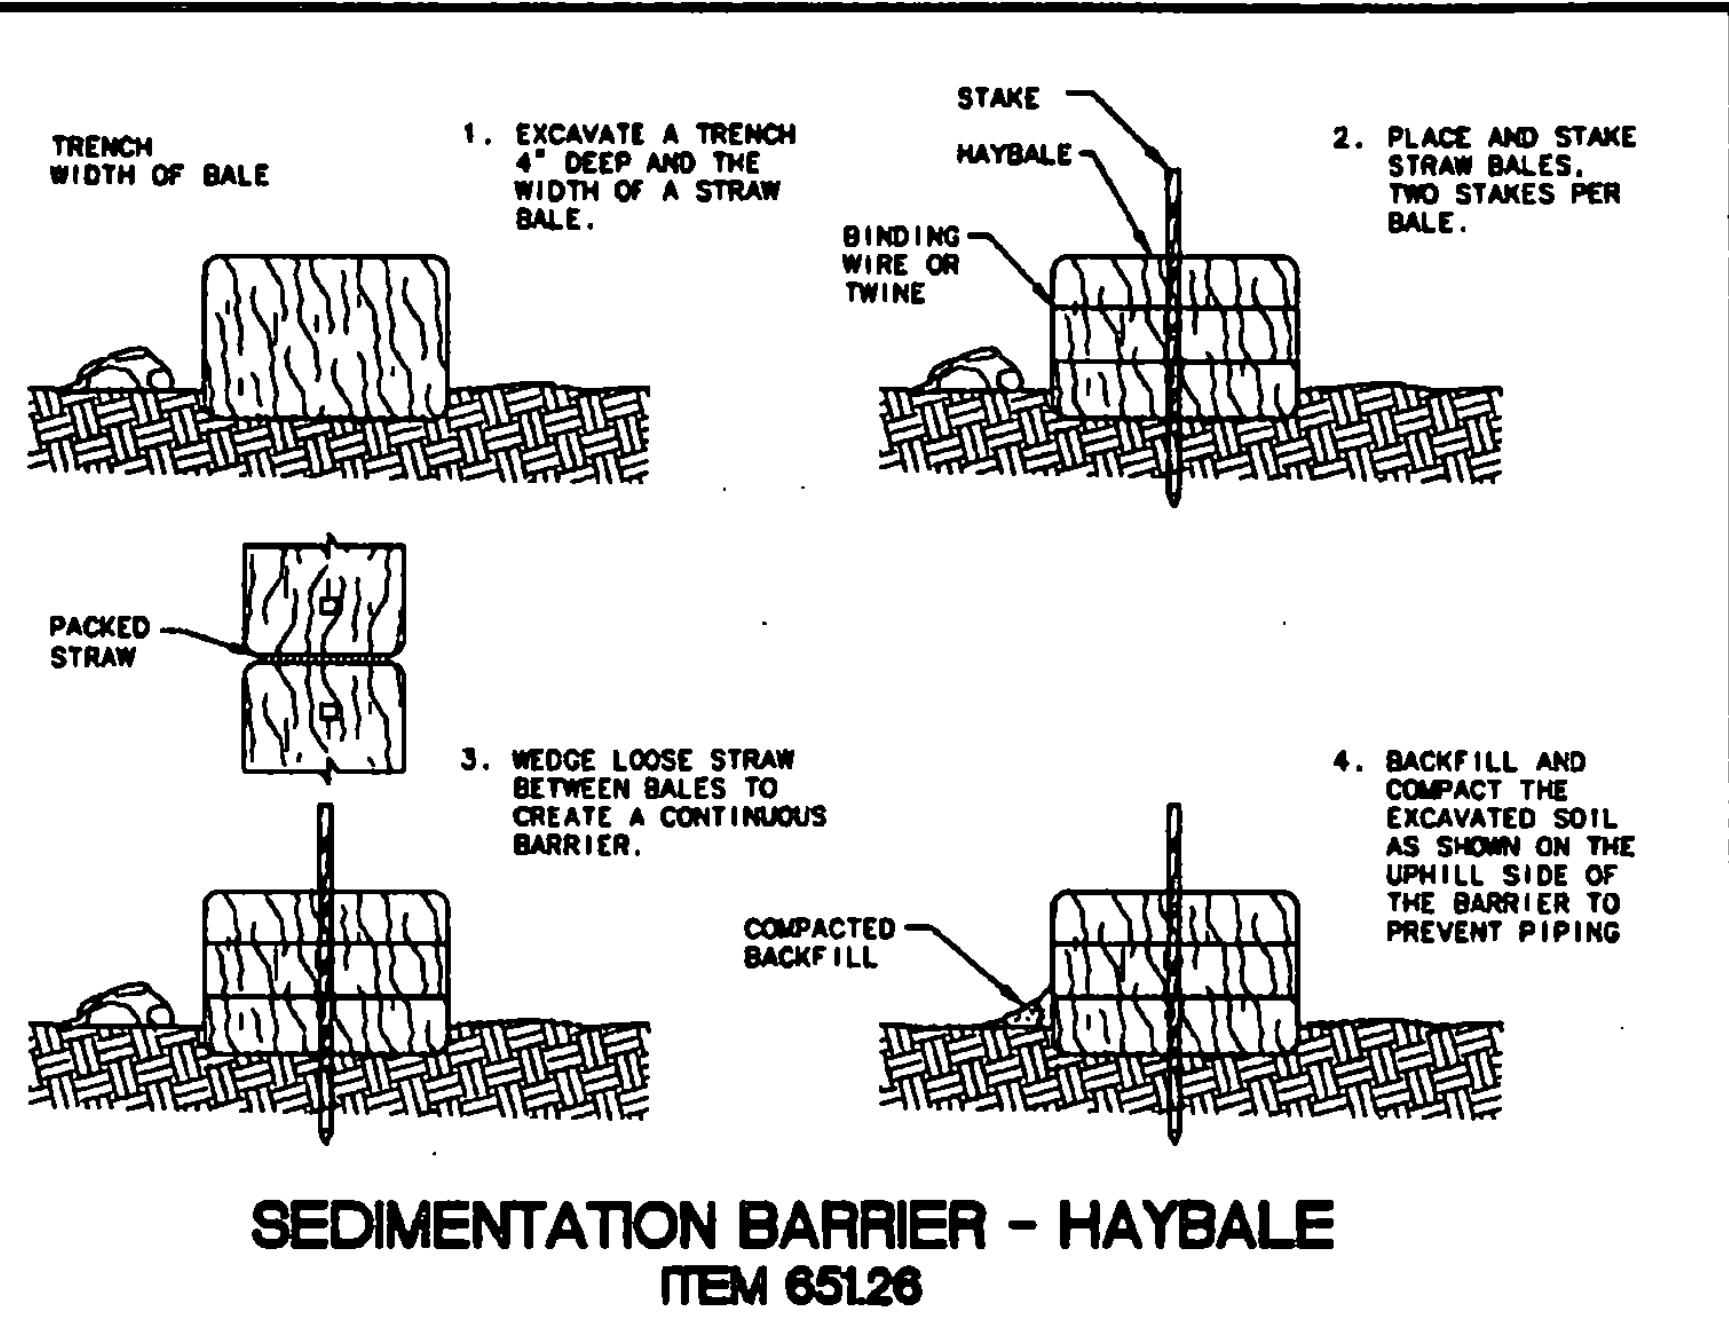 TRENCH
WIDTH OF BALE
1. EXCAVATE A TRENCH
4" DEEP AND THE
WIDTH OF A STRAW
BALE.
STAKE
HAYBALE
BINDING
WIRE OR
TWINE
2. PLACE AND STAKE
STRAW BALES.
TWO STAKES PER
BALE.
PACKED
STRAW
3. WEDGE LOOSE STRAW
BETWEEN BALES TO
CREATE A CONTINUOUS
BARRIER.
COMPACTED
BACKFILL
4. BACKFILL AND
COMPACT THE
EXCAVATED SOIL
AS SHOWN ON THE
UPHILL SIDE OF
THE BARRIER TO
PREVENT PIPING
SEDIMENTATION BARRIER - HAYBALE
ITEM 651.26